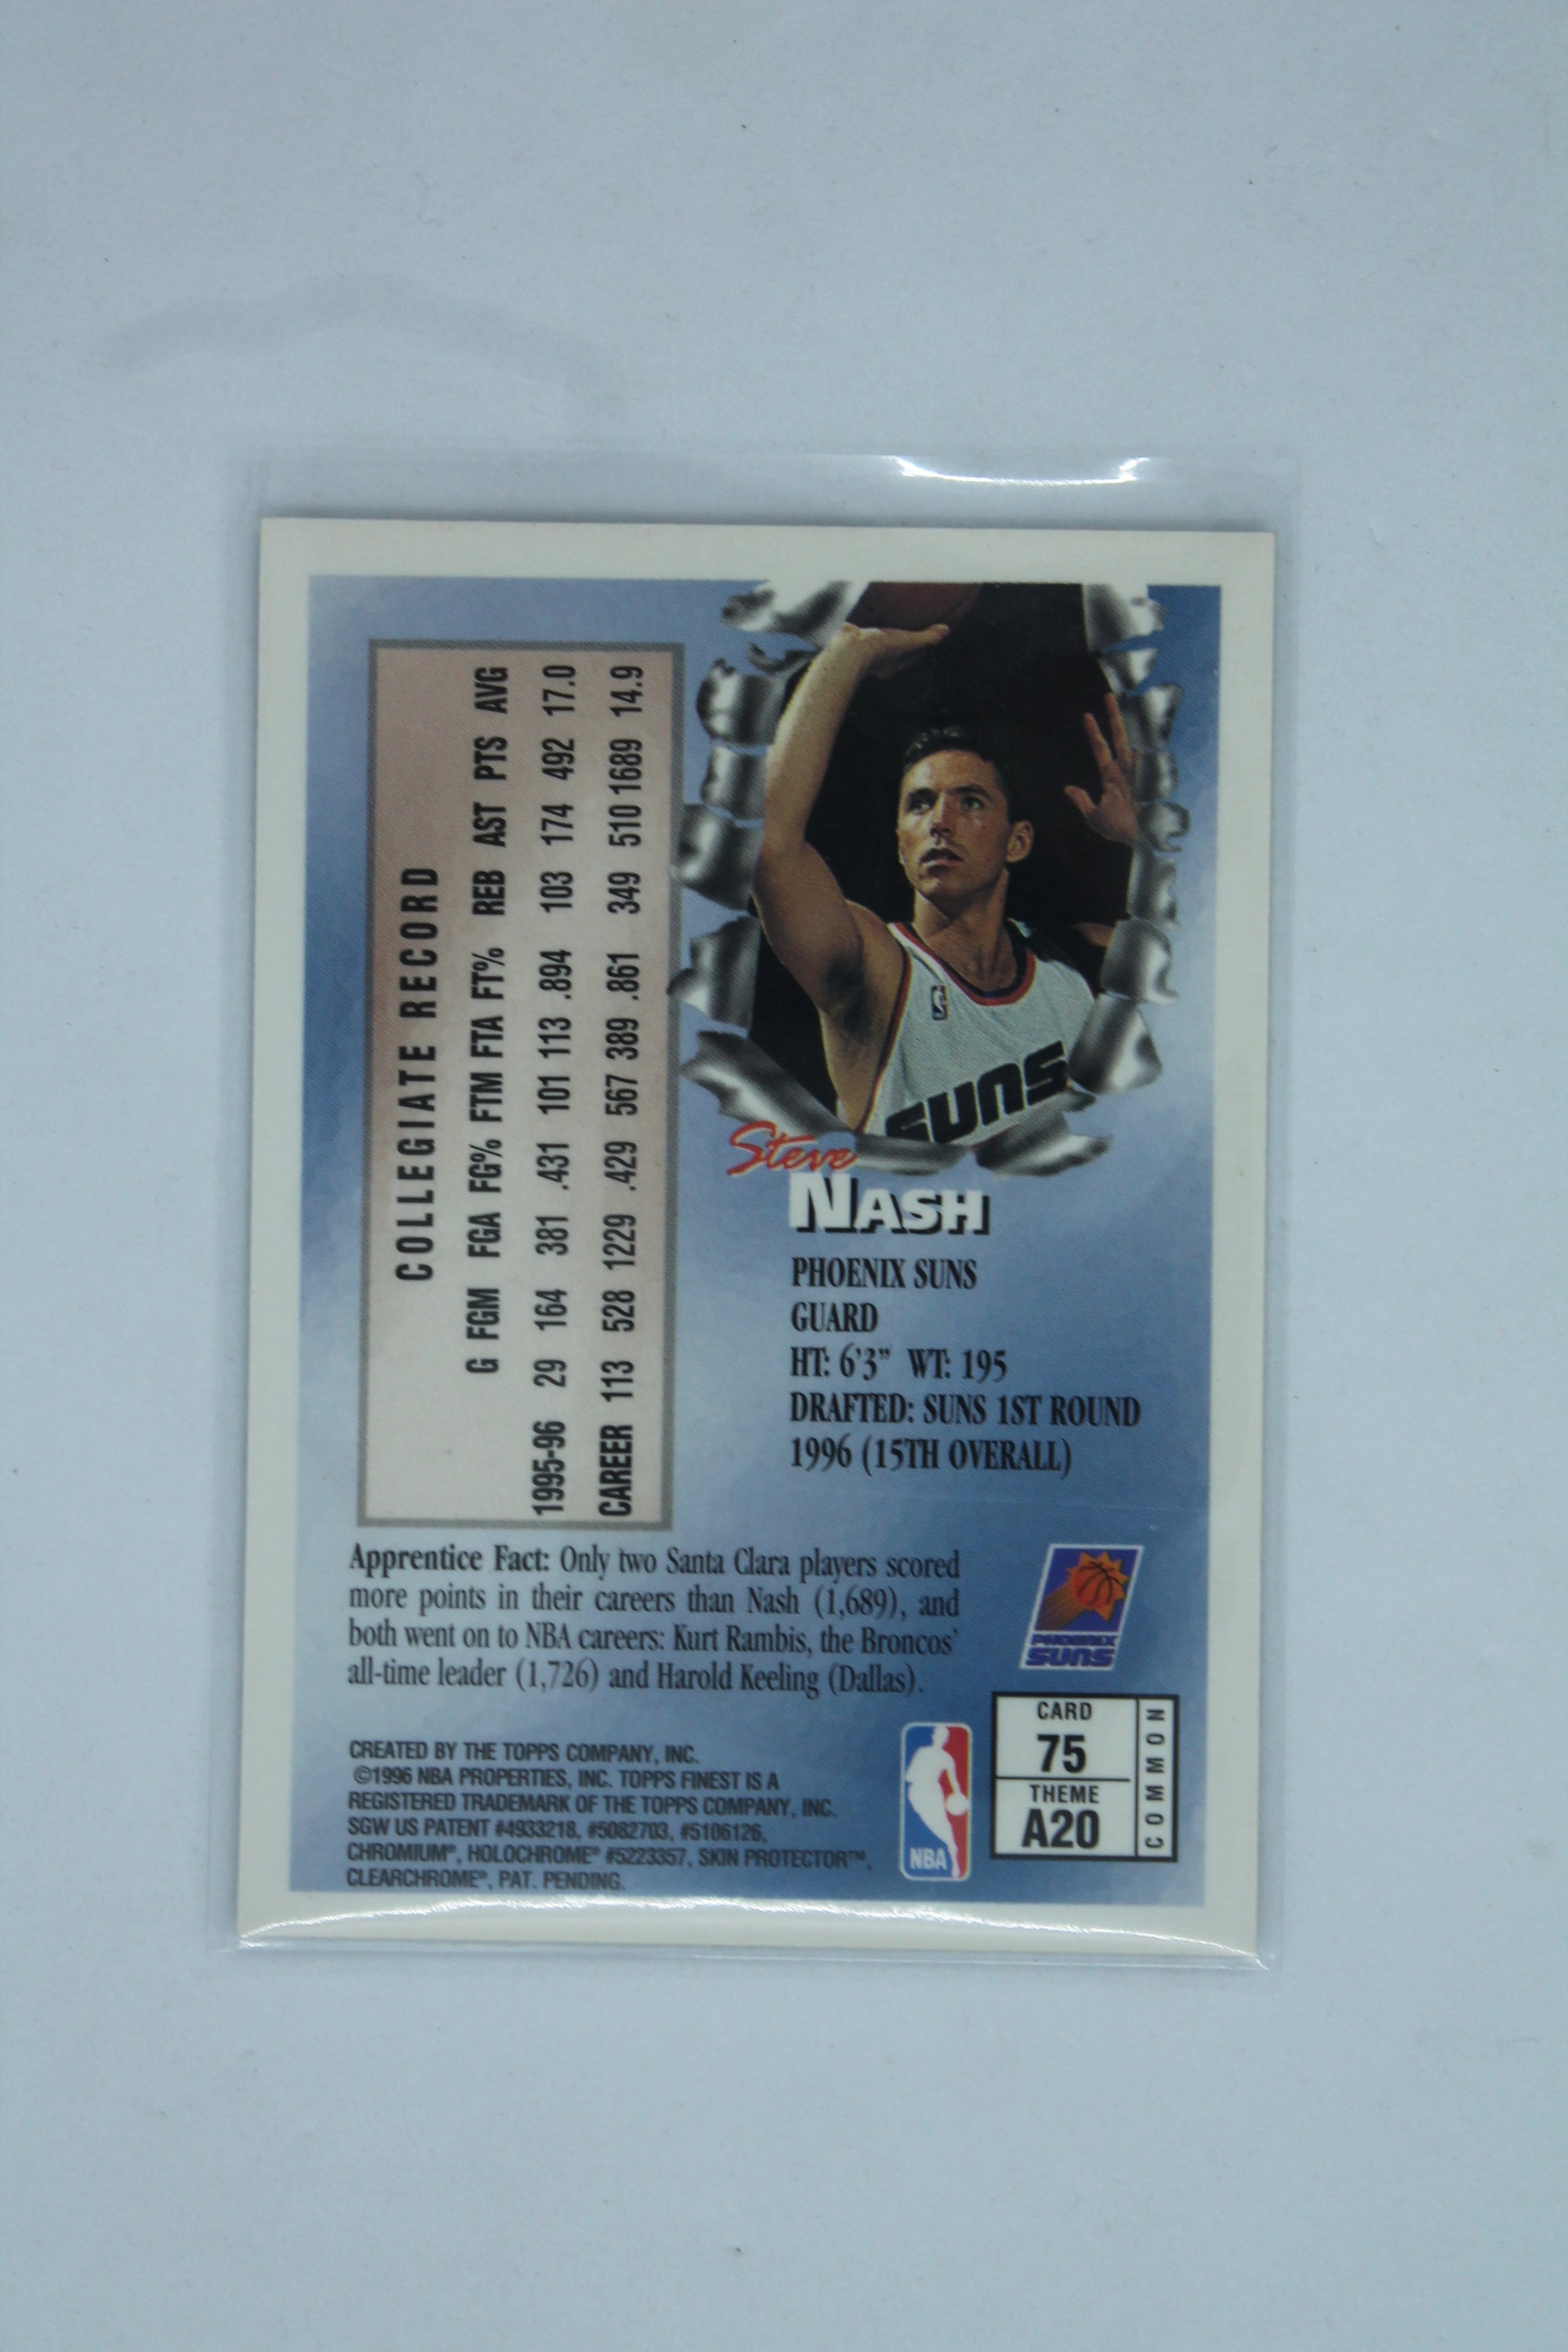 COLLEGIATE RECORD
G FGM FGA FG% FTM FTA FT% REB AST PTS AVG
1995-96 29 164 381 .431 101 113 .894 103 174 492 17.0
CAREER 113 528 1229 .429 567 389 .861 349 510 1689 14.9
SUNS
Steve
NASH
PHOENIX SUNS
GUARD
HT: 6'3" WT: 195
DRAFTED: SUNS 1ST ROUND
1996 (15TH OVERALL)
Apprentice Fact: Only two Santa Clara players scored
more points in their careers than Nash (1,689), and
both went on to NBA careers: Kurt Rambis, the Broncos'
all-time leader (1,726) and Harold Keeling (Dallas).
PHOENIX
SUNS
CREATED BY THE TOPPS COMPANY, INC.
©1996 NBA PROPERTIES, INC. TOPPS FINEST IS A
REGISTERED TRADEMARK OF THE TOPPS COMPANY, INC.
SGW US PATENT #4933218, #5082703, #5106126,
CHROMIUM®, HOLOCHROME® #5223357, SKIN PROTECTOR™,
CLEARCHROME®, PAT. PENDING.
NBA
CARD
75
THEME
A20
COMMON